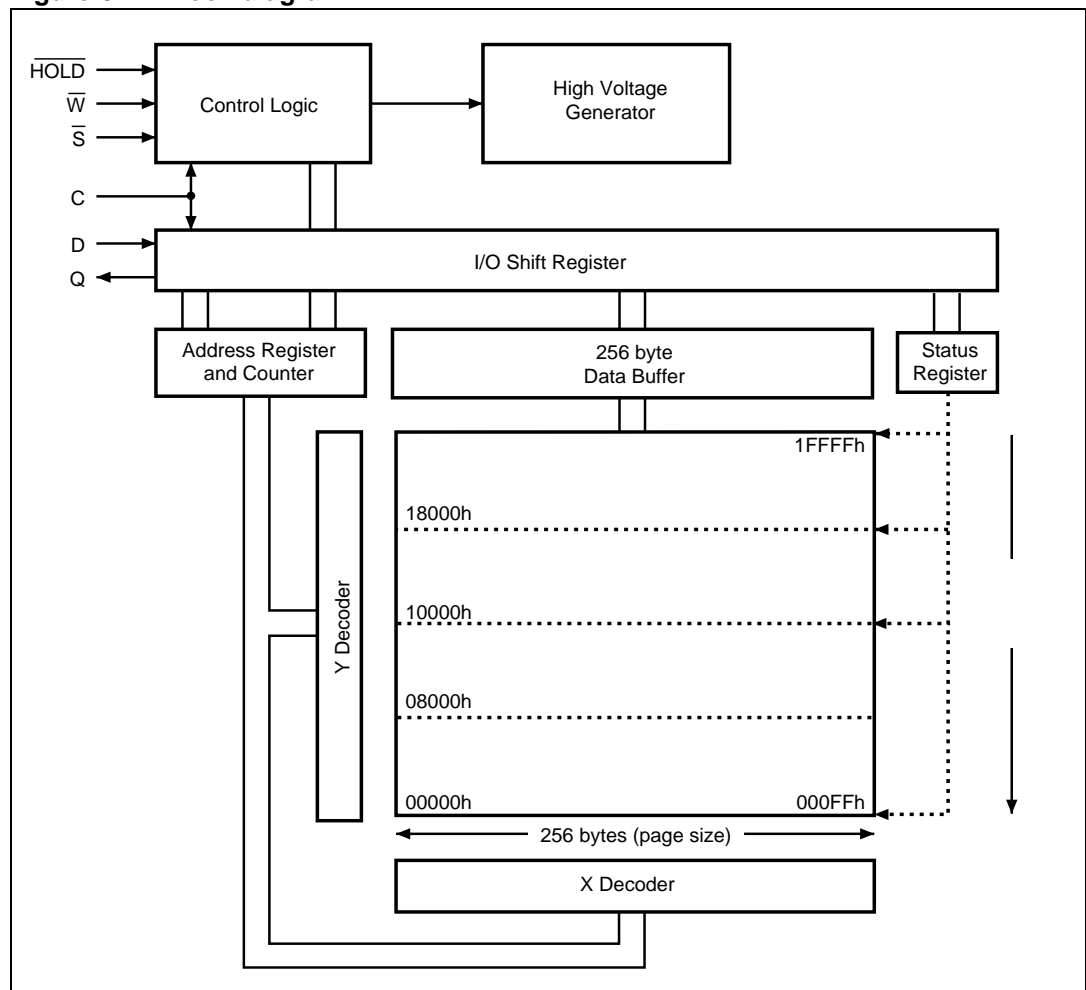 HOLD
W
S
C
D
Q
Control Logic
High Voltage
Generator
I/O Shift Register
Address Register
and Counter
256 byte
Data Buffer
Status
Register
Y Decoder
1FFFFh
18000h
10000h
08000h
00000h
000FFh
256 bytes (page size)
X Decoder